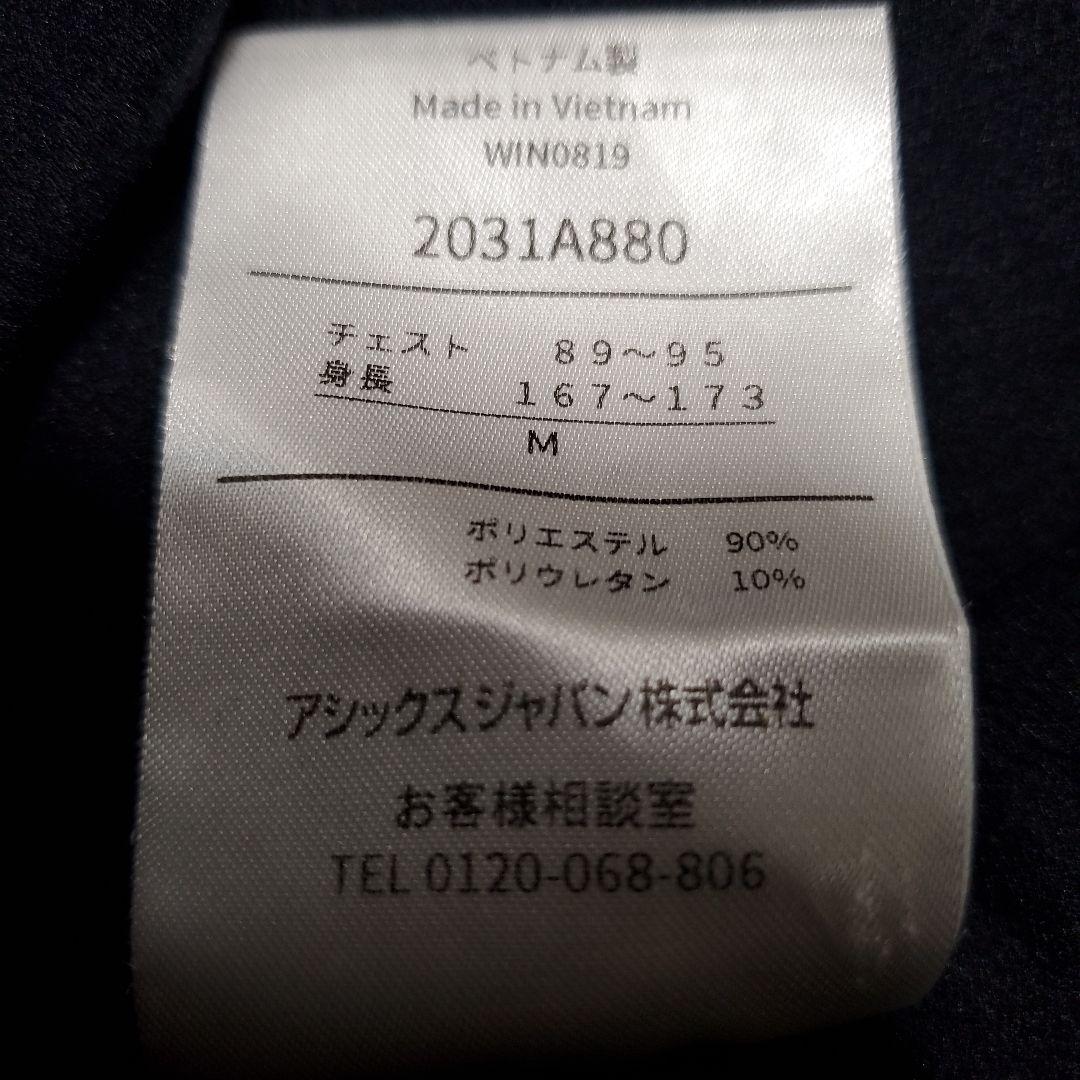 ベトナム製
Made in Vietnam
WIN0819
2031A880
チェスト 89～95
身長 167～173
M
ポリエステル 90%
ポリウレタン 10%
アシックスジャパン株式会社
お客様相談室
TEL 0120-068-806